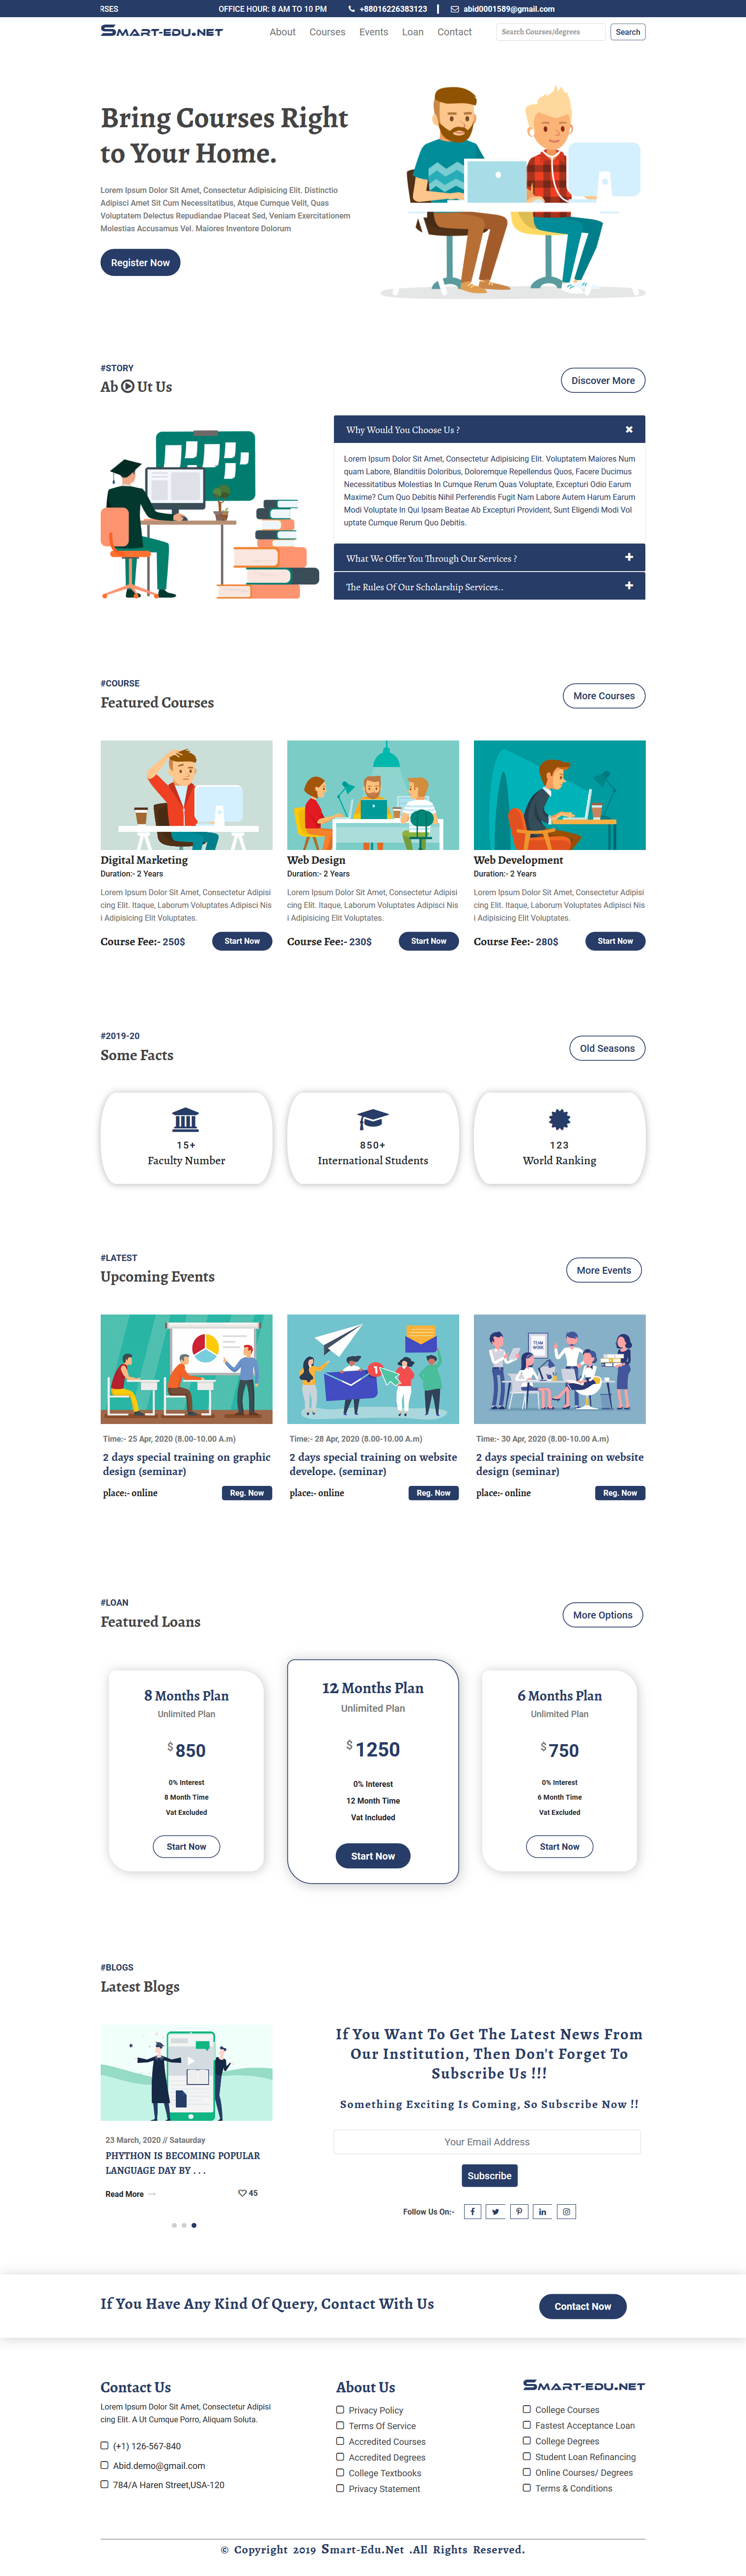 RSES
OFFICE HOUR: 8 AM TO 10 PM
+88016226383123
abid0001589@gmail.com
Smart-edu.net
About Courses Events Loan Contact
Search Courses/degrees
Search
Bring Courses Right
to Your Home.
Lorem Ipsum Dolor Sit Amet, Consectetur Adipisicing Elit. Distinctio
Adipisci Amet Sit Cum Necessitatibus, Atque Cumque Velit, Quas
Voluptatem Delectus Repudiandae Placeat Sed, Veniam Exercitationem
Molestias Accusamus Vel. Maiores Inventore Dolorum
Register Now
#STORY
Ab Ut Us
Discover More
Why Would You Choose Us ?
Lorem Ipsum Dolor Sit Amet, Consectetur Adipisicing Elit. Voluptatem Maiores Num
quam Labore, Blanditiis Doloribus, Doloremque Repellendus Quos, Facere Ducimus
Necessitatibus Molestias In Cumque Rerum Quas Voluptate, Excepturi Odio Earum
Maxime? Cum Quo Debitis Nihil Perferendis Fugit Nam Labore Autem Harum Earum
Modi Voluptate In Qui Ipsam Beatae Ab Excepturi Provident, Sunt Eligendi Modi Vol
uptate Cumque Rerum Quo Debitis.
What We Offer You Through Our Services ?
The Rules Of Our Scholarship Services..
#COURSE
Featured Courses
More Courses
Digital Marketing
Duration:- 2 Years
Lorem Ipsum Dolor Sit Amet, Consectetur Adipisi
cing Elit. Itaque, Laborum Voluptates Adipisci Nis
i Adipisicing Elit Voluptates.
Course Fee:- 250$
Start Now
Web Design
Duration:- 2 Years
Lorem Ipsum Dolor Sit Amet, Consectetur Adipisi
cing Elit. Itaque, Laborum Voluptates Adipisci Nis
i Adipisicing Elit Voluptates.
Course Fee:- 230$
Start Now
Web Development
Duration:- 2 Years
Lorem Ipsum Dolor Sit Amet, Consectetur Adipisi
cing Elit. Itaque, Laborum Voluptates Adipisci Nis
i Adipisicing Elit Voluptates.
Course Fee:- 280$
Start Now
#2019-20
Some Facts
Old Seasons
15+
Faculty Number
850+
International Students
123
World Ranking
#LATEST
Upcoming Events
More Events
Time:- 25 Apr, 2020 (8.00-10.00 A.m)
2 days special training on graphic
design (seminar)
place:- online
Reg. Now
1
Time:- 28 Apr, 2020 (8.00-10.00 A.m)
2 days special training on website
develope. (seminar)
place:- online
Reg. Now
TEAM
WORK
Time:- 30 Apr, 2020 (8.00-10.00 A.m)
2 days special training on website
design (seminar)
place:- online
Reg. Now
#LOAN
Featured Loans
More Options
8 Months Plan
Unlimited Plan
$ 850
0% Interest
8 Month Time
Vat Excluded
Start Now
12 Months Plan
Unlimited Plan
$ 1250
0% Interest
12 Month Time
Vat Included
Start Now
6 Months Plan
Unlimited Plan
$ 750
0% Interest
6 Month Time
Vat Excluded
Start Now
#BLOGS
Latest Blogs
23 March, 2020 // Sataurday
PHYTHON IS BECOMING POPULAR
LANGUAGE DAY BY . . .
Read More
45
If You Want To Get The Latest News From
Our Institution, Then Don't Forget To
Subscribe Us !!!
Something Exciting Is Coming, So Subscribe Now !!
Your Email Address
Subscribe
Follow Us On:-
If You Have Any Kind Of Query, Contact With Us
Contact Now
Contact Us
Lorem Ipsum Dolor Sit Amet, Consectetur Adipisi
cing Elit. A Ut Cumque Porro, Aliquam Soluta.
(+1) 126-567-840
Abid.demo@gmail.com
784/A Haren Street,USA-120
About Us
Privacy Policy
Terms Of Service
Accredited Courses
Accredited Degrees
College Textbooks
Privacy Statement
Smart-edu.net
College Courses
Fastest Acceptance Loan
College Degrees
Student Loan Refinancing
Online Courses/ Degrees
Terms & Conditions
© Copyright 2019 Smart-Edu.Net .All Rights Reserved.